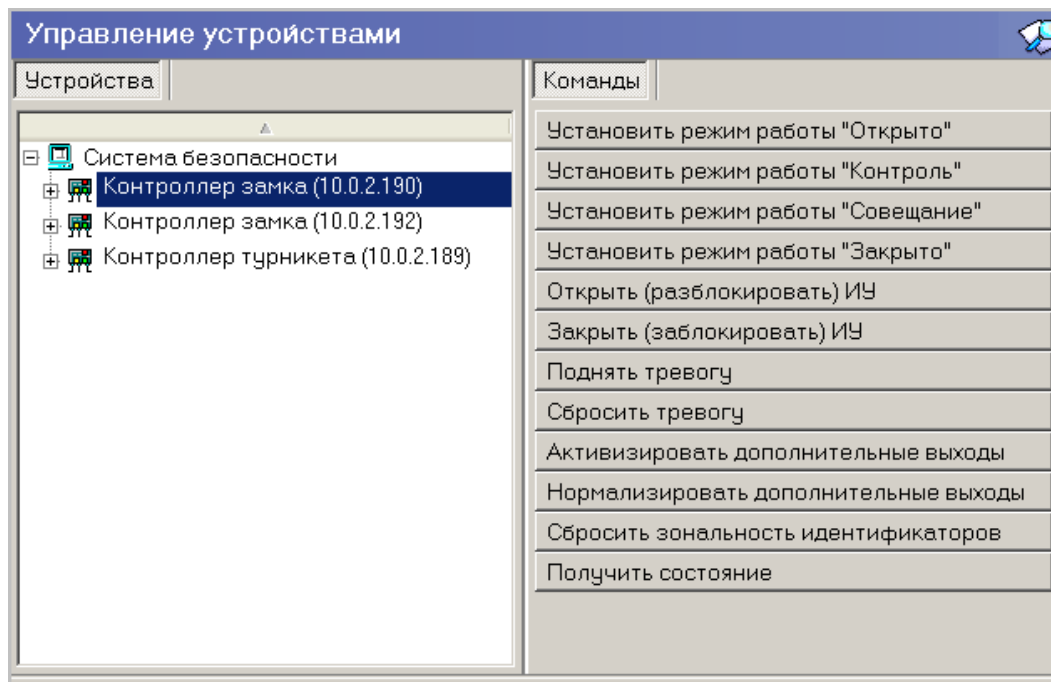 Управление устройствами
Устройства
Система безопасности
Контроллер замка (10.0.2.190)
Контроллер замка (10.0.2.192)
Контроллер турникета (10.0.2.189)
Команды
Установить режим работы "Открыто"
Установить режим работы "Контроль"
Установить режим работы "Совещание"
Установить режим работы "Закрыто"
Открыть (разблокировать) ИУ
Закрыть (заблокировать) ИУ
Поднять тревогу
Сбросить тревогу
Активизировать дополнительные выходы
Нормализировать дополнительные выходы
Сбросить зональность идентификаторов
Получить состояние